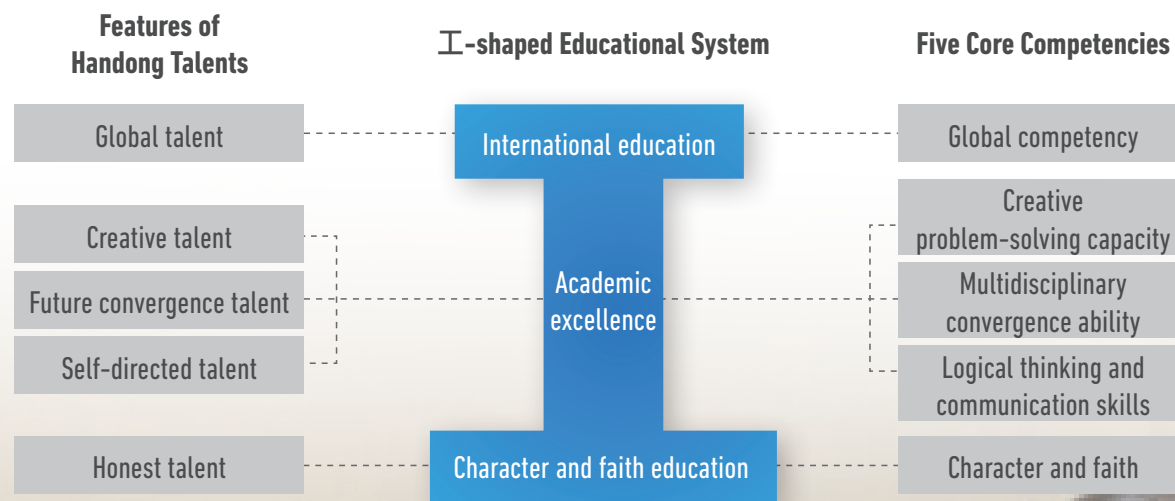 Features of
Handong Talents
工-shaped Educational System
Five Core Competencies
Global talent
International education
Global competency
Creative talent
Future convergence talent
Self-directed talent
Academic
excellence
Creative
problem-solving capacity
Multidisciplinary
convergence ability
Logical thinking and
communication skills
Honest talent
Character and faith education
Character and faith